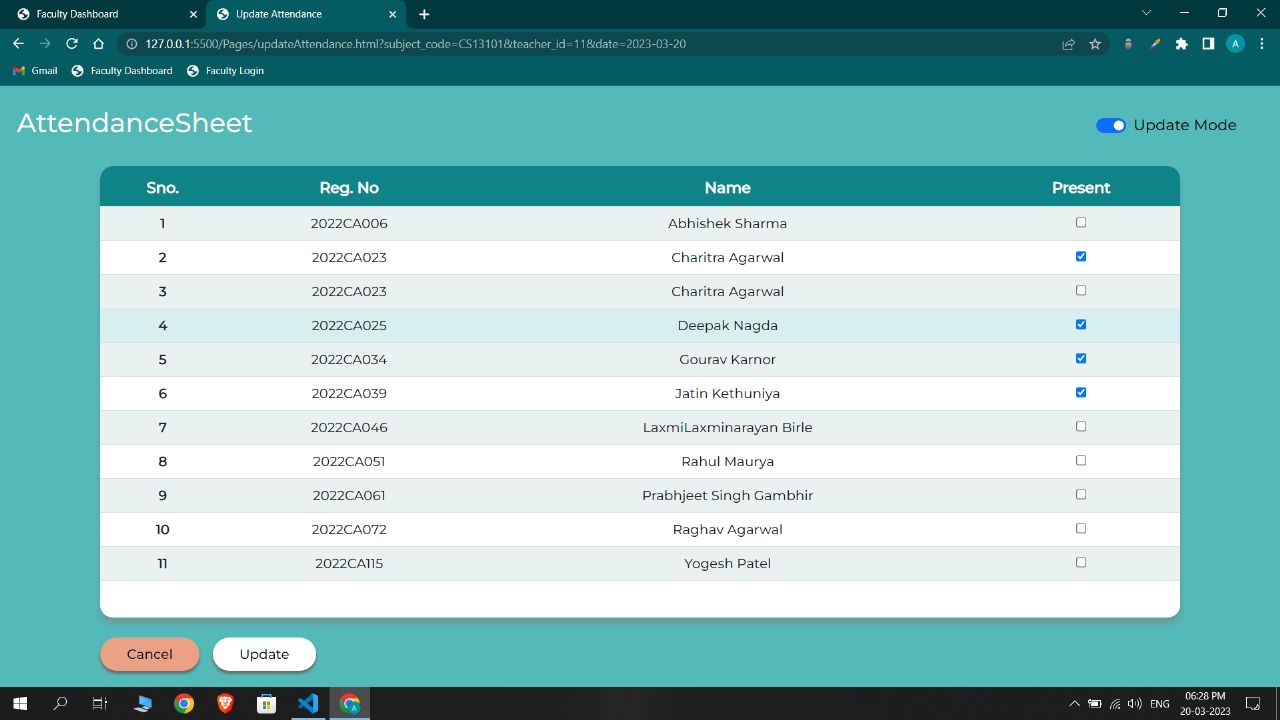 Faculty Dashboard
Update Attendance
127.0.0.1:5500/Pages/updateAttendance.html?subject_code=CS13101&teacher_id=11&date=2023-03-20
A
Gmail Faculty Dashboard Faculty Login
AttendanceSheet
Update Mode
Sno. Reg. No Name Present
1 2022CA006 Abhishek Sharma
2 2022CA023 Charitra Agarwal
3 2022CA023 Charitra Agarwal
4 2022CA025 Deepak Nagda
5 2022CA034 Gourav Karnor
6 2022CA039 Jatin Kethuniya
7 2022CA046 LaxmiLaxminarayan Birle
8 2022CA051 Rahul Maurya
9 2022CA061 Prabhjeet Singh Gambhir
10 2022CA072 Raghav Agarwal
11 2022CA115 Yogesh Patel
Cancel Update
A
ENG
06:28 PM
20-03-2023